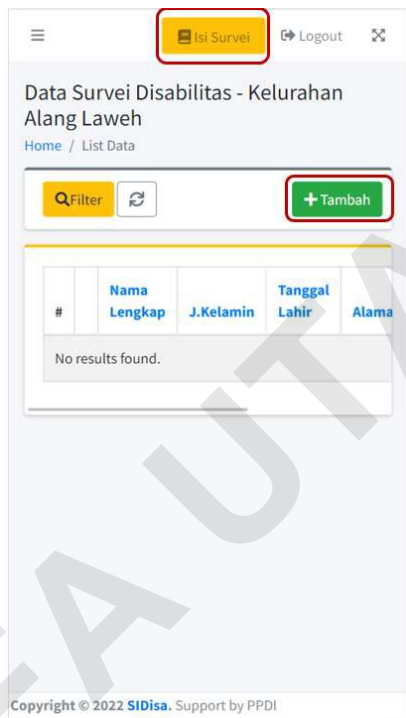 Isi Survei Logout
Data Survei Disabilitas - Kelurahan
Alang Laweh
Home / List Data
Filter Tambah
# Nama Lengkap J.Kelamin Tanggal Lahir Alama
No results found.
Copyright © 2022 SIDisa. Support by PPDI